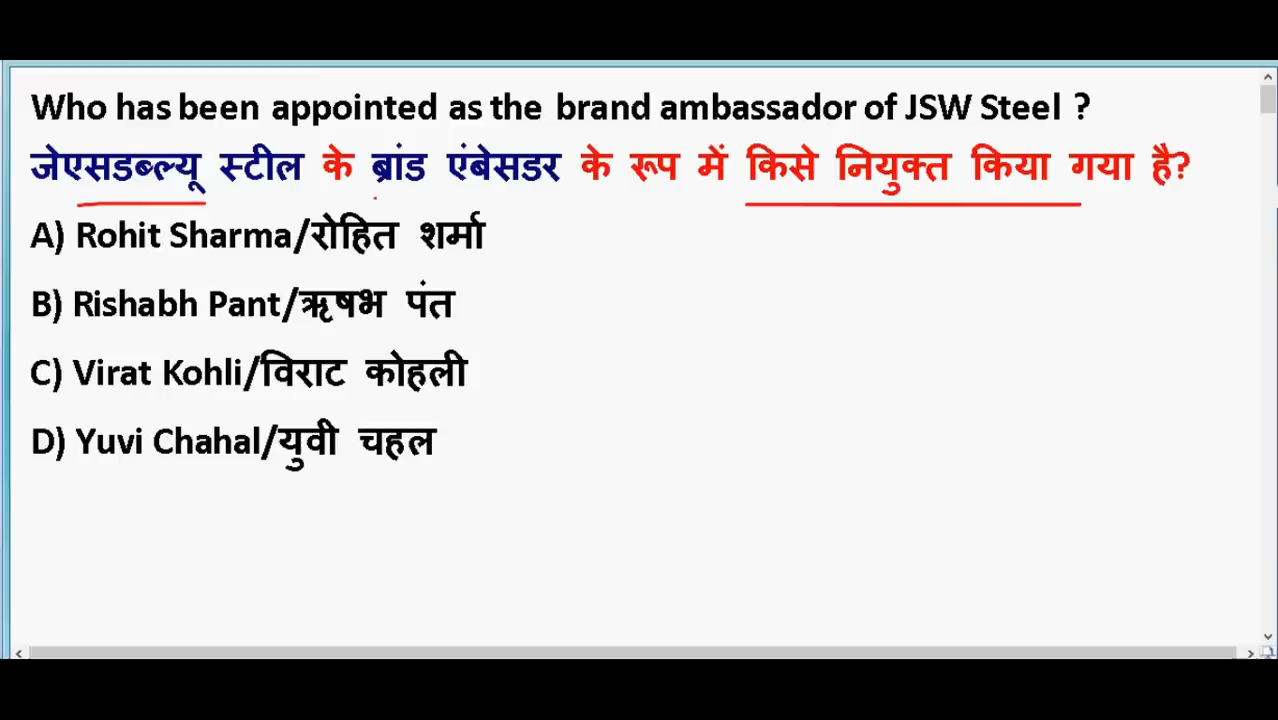 Who has been appointed as the brand ambassador of JSW Steel ?
जेएसडब्ल्यू स्टील के ब्रांड एंबेसडर के रूप में किसे नियुक्त किया गया है?
A) Rohit Sharma/रोहित शर्मा
B) Rishabh Pant/ऋषभ पंत
C) Virat Kohli/विराट कोहली
D) Yuvi Chahal/युवी चहल